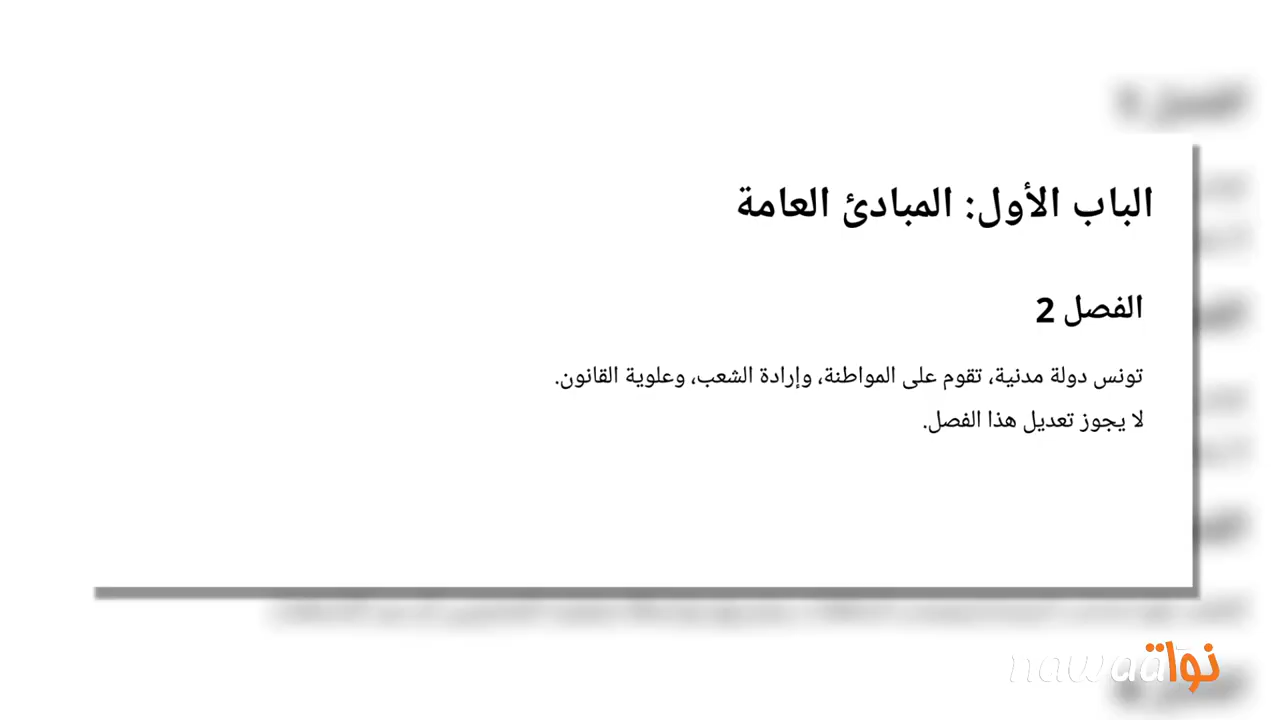 الباب الأول: المبادئ العامة
الفصل 2
تونس دولة مدنية، تقوم على المواطنة، وإرادة الشعب، وعلوية القانون.
لا يجوز تعديل هذا الفصل.
nawaa نواة